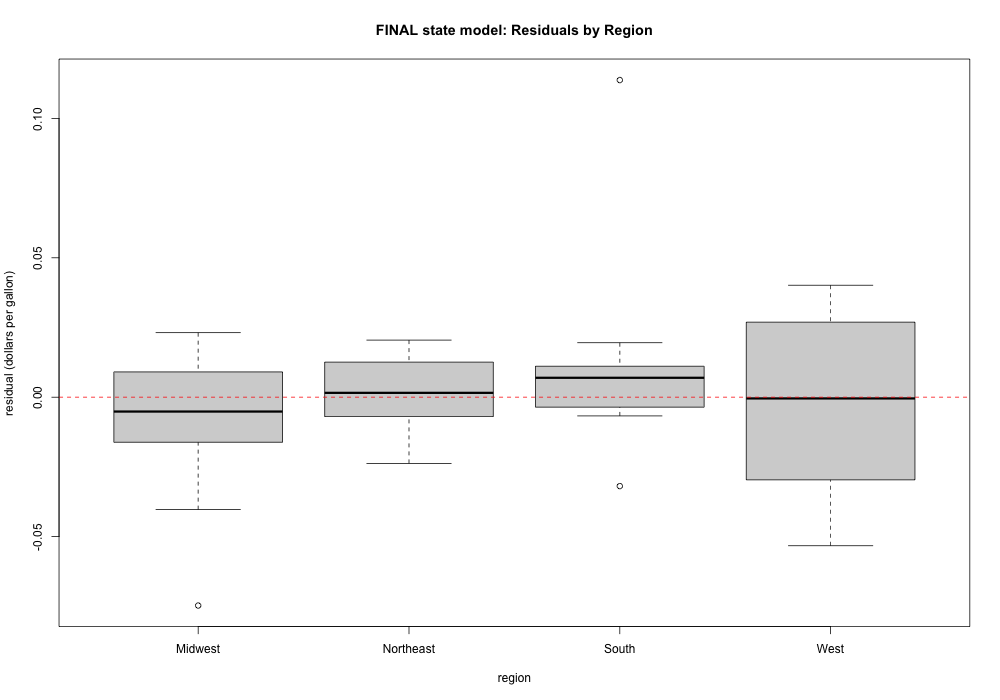 FINAL state model: Residuals by Region
residual (dollars per gallon)
0.10
0.05
0.00
-0.05
Midwest
Northeast
South
West
region